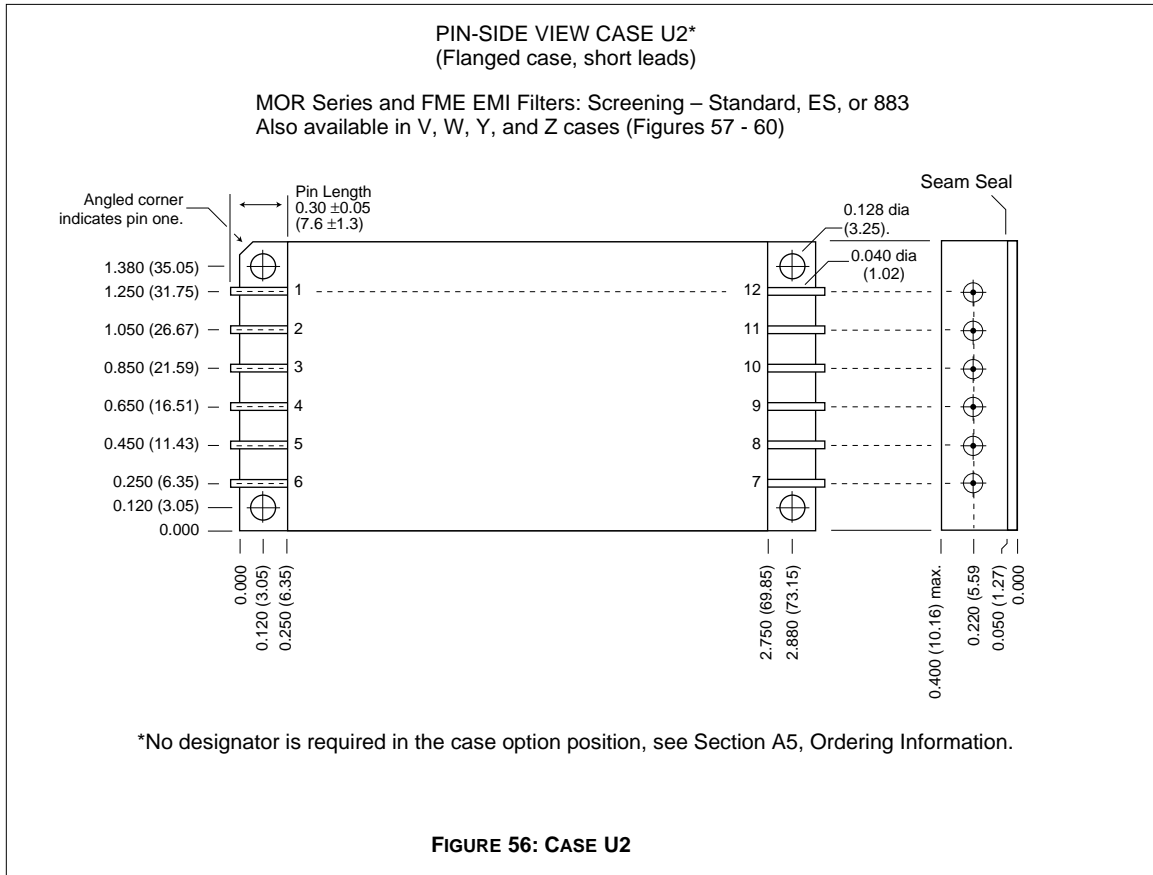 PIN-SIDE VIEW CASE U2*
(Flanged case, short leads)
MOR Series and FME EMI Filters: Screening – Standard, ES, or 883
Also available in V, W, Y, and Z cases (Figures 57 - 60)
Angled corner
indicates pin one.
Pin Length
0.30 ±0.05
(7.6 ±1.3)
0.128 dia
(3.25).
0.040 dia
(1.02)
Seam Seal
1.380 (35.05)
1.250 (31.75)
1.050 (26.67)
0.850 (21.59)
0.650 (16.51)
0.450 (11.43)
0.250 (6.35)
0.120 (3.05)
0.000
1
2
3
4
5
6
12
11
10
9
8
7
0.000
0.120 (3.05)
0.250 (6.35)
2.750 (69.85)
2.880 (73.15)
0.400 (10.16) max.
0.220 (5.59
0.050 (1.27)
0.000
*No designator is required in the case option position, see Section A5, Ordering Information.
FIGURE 56: CASE U2